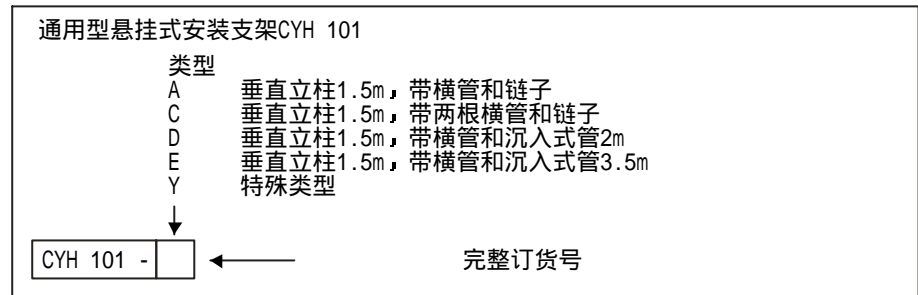 通用型悬挂式安装支架CYH 101
类型
A 垂直立柱1.5m，带横管和链子
C 垂直立柱1.5m，带两根横管和链子
D 垂直立柱1.5m，带横管和沉入式管2m
E 垂直立柱1.5m，带横管和沉入式管3.5m
Y 特殊类型
CYH 101 - 完整订货号